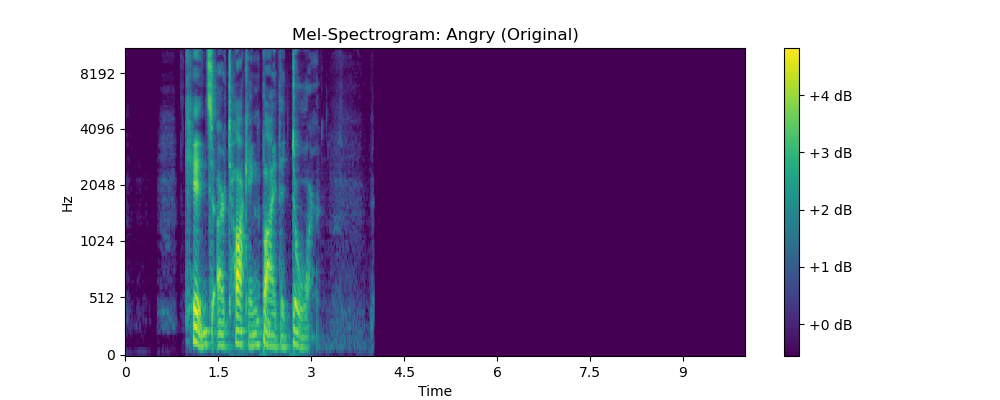 Mel-Spectrogram: Angry (Original)
8192
4096
2048
1024
512
0
Hz
0 1.5 3 4.5 6 7.5 9
Time
+4 dB
+3 dB
+2 dB
+1 dB
+0 dB